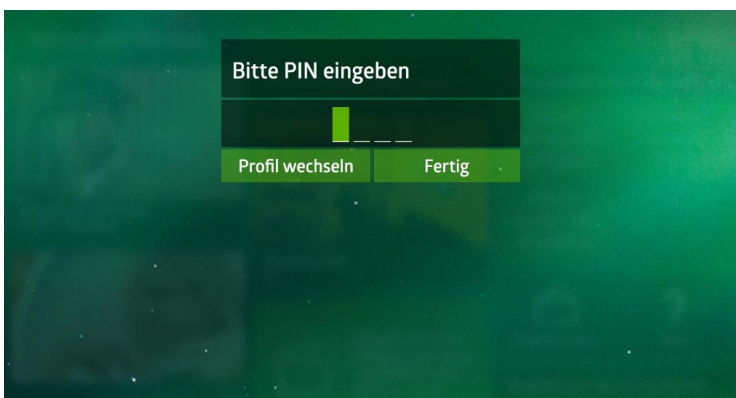 Bitte PIN eingeben
_ _ _ _
Profil wechseln Fertig